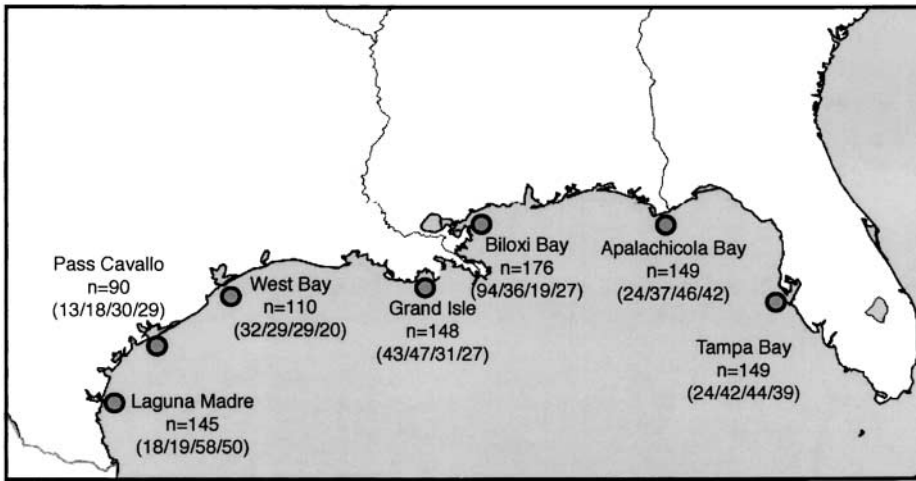 Pass Cavallo
n=90
(13/18/30/29)
West Bay
n=110
(32/29/29/20)
Laguna Madre
n=145
(18/19/58/50)
Grand Isle
n=148
(43/47/31/27)
Biloxi Bay
n=176
(94/36/19/27)
Apalachicola Bay
n=149
(24/37/46/42)
Tampa Bay
n=149
(24/42/44/39)